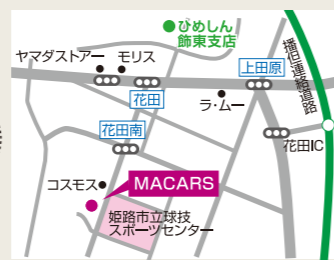 ひめしん
飾東支店
ヤマダストアー
モリス
上田原
播但連絡道路
花田
ラ・ムー
花田南
花田IC
コスモス
MACARS
姫路市立球技
スポーツセンター